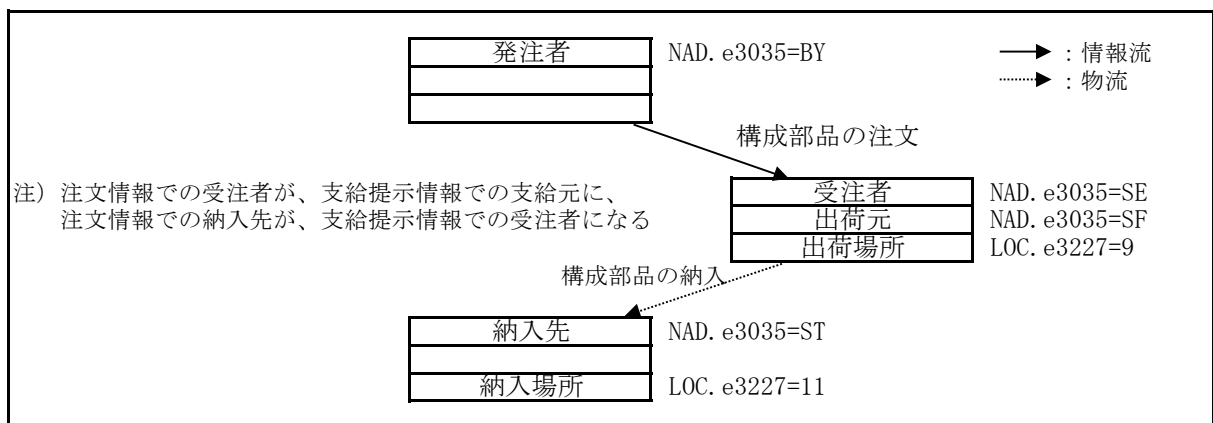 発注者 NAD.e3035=BY
:情報流
:物流
構成部品の注文
注) 注文情報での受注者が、支給提示情報での支給元に、
注文情報での納入先が、支給提示情報での受注者になる
受注者 NAD.e3035=SE
出荷元 NAD.e3035=SF
出荷場所 LOC.e3227=9
構成部品の納入
納入先 NAD.e3035=ST
納入場所 LOC.e3227=11